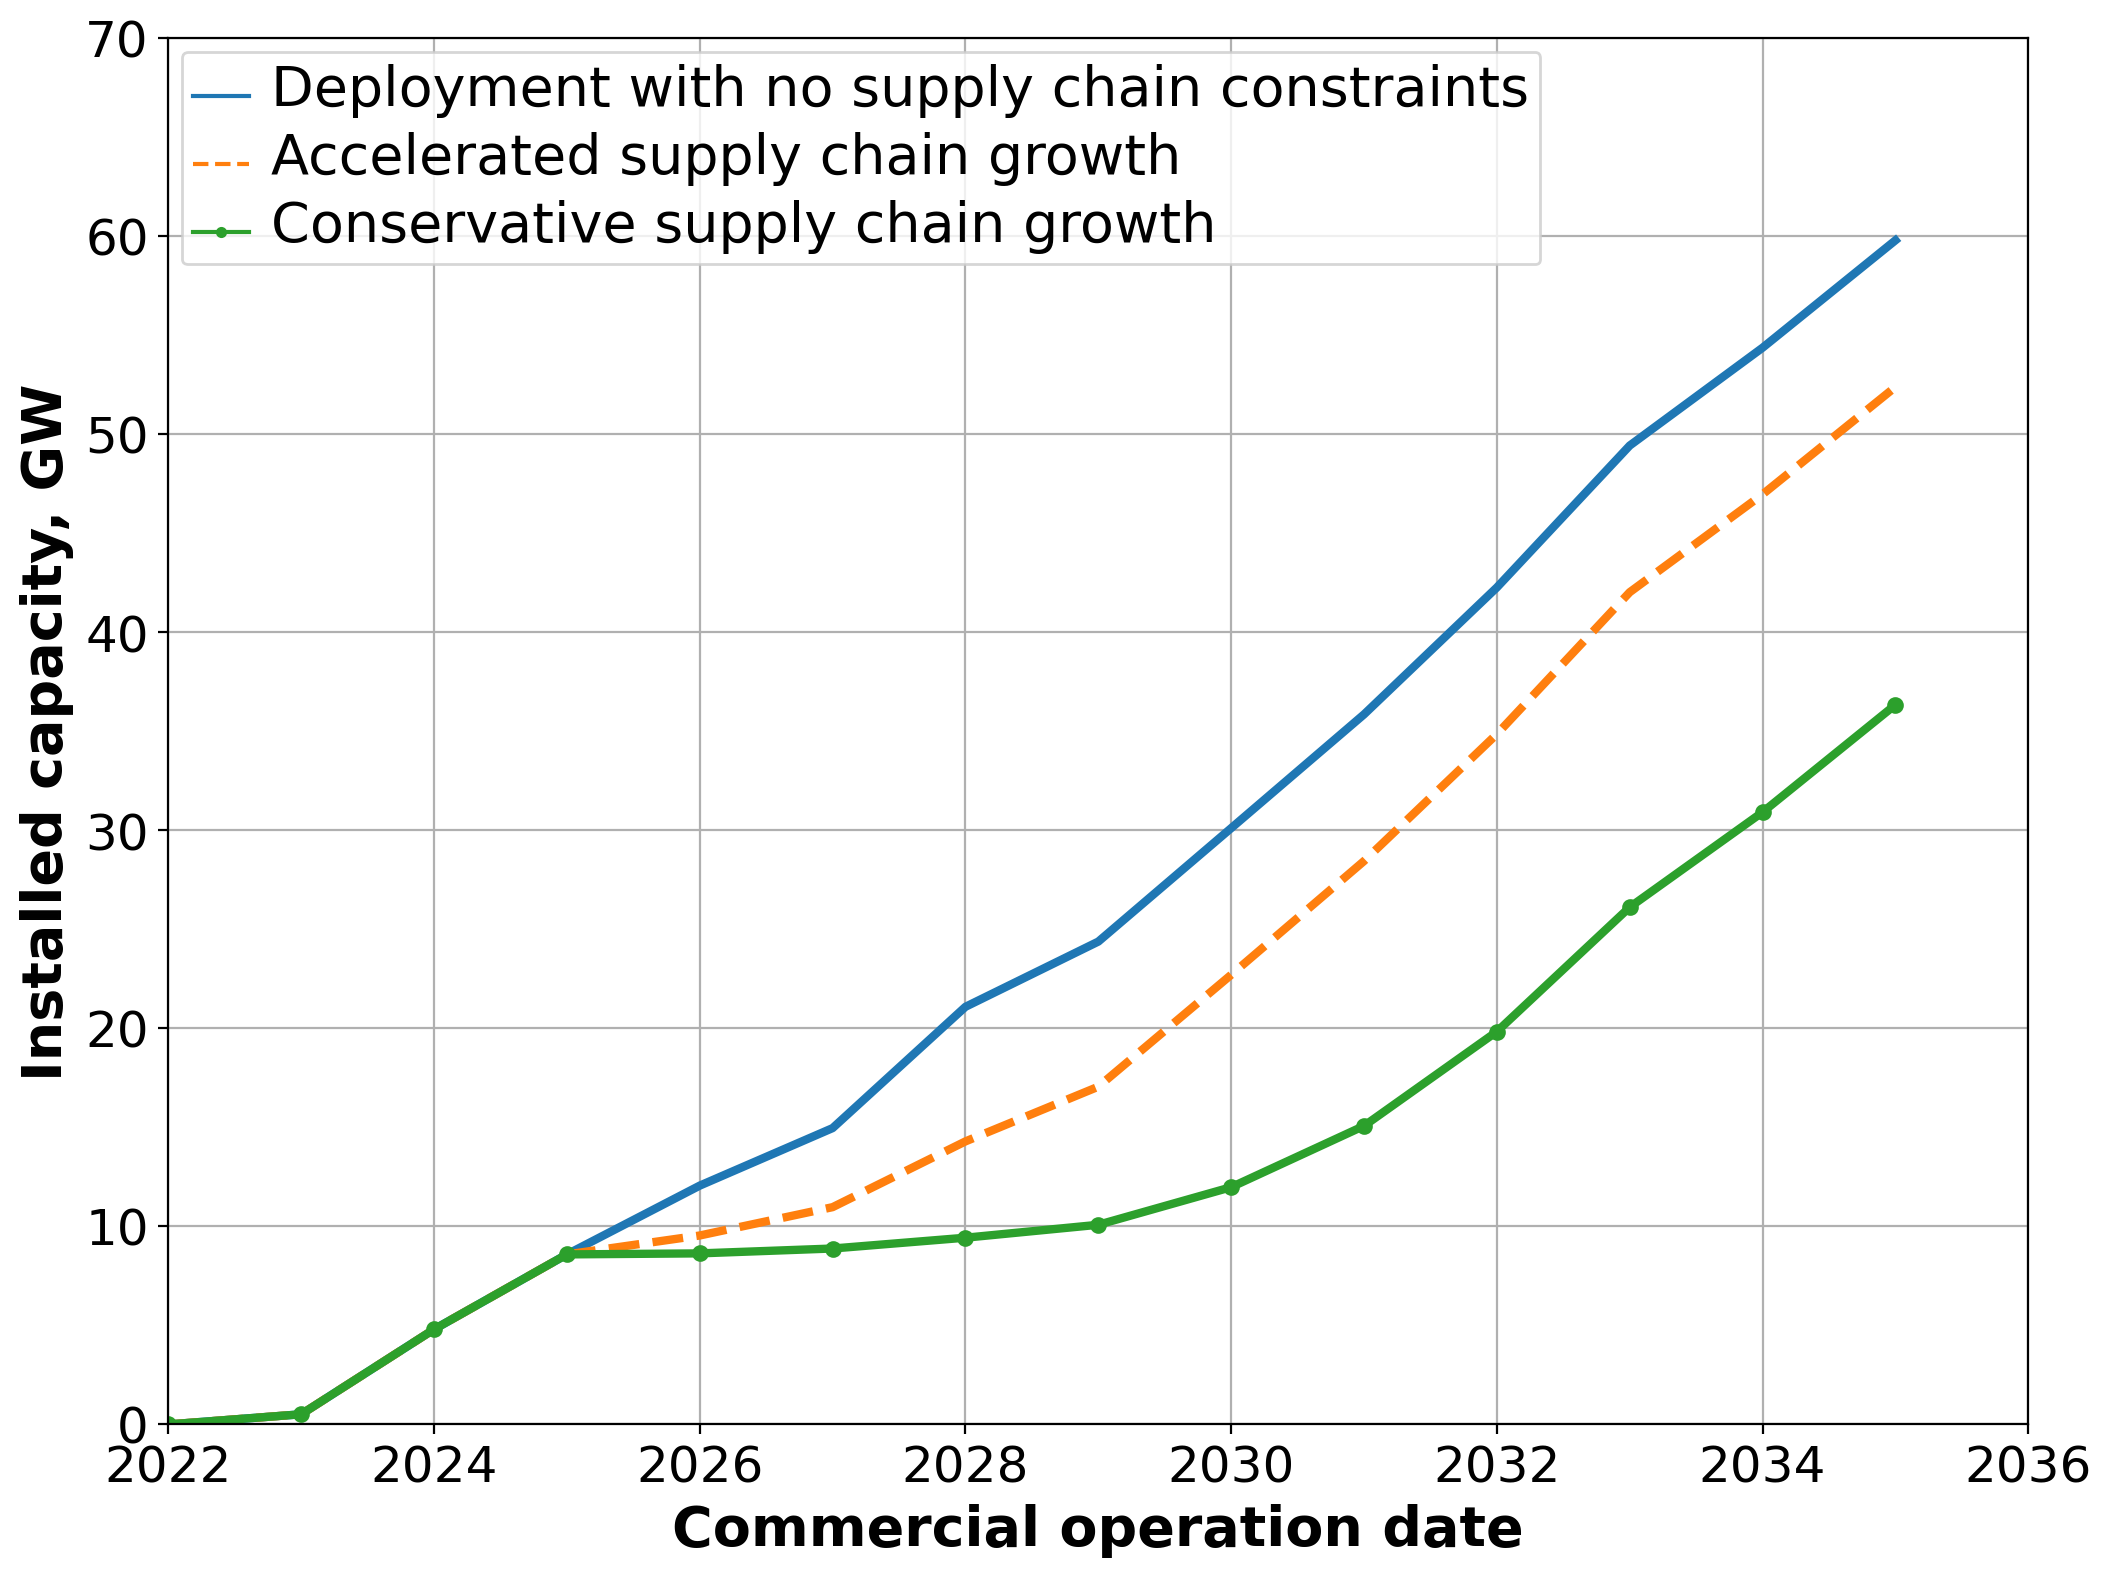 Deployment with no supply chain constraints
Accelerated supply chain growth
Conservative supply chain growth
70
60
50
40
30
20
10
0
Installed capacity, GW
2022 2024 2026 2028 2030 2032 2034 2036
Commercial operation date